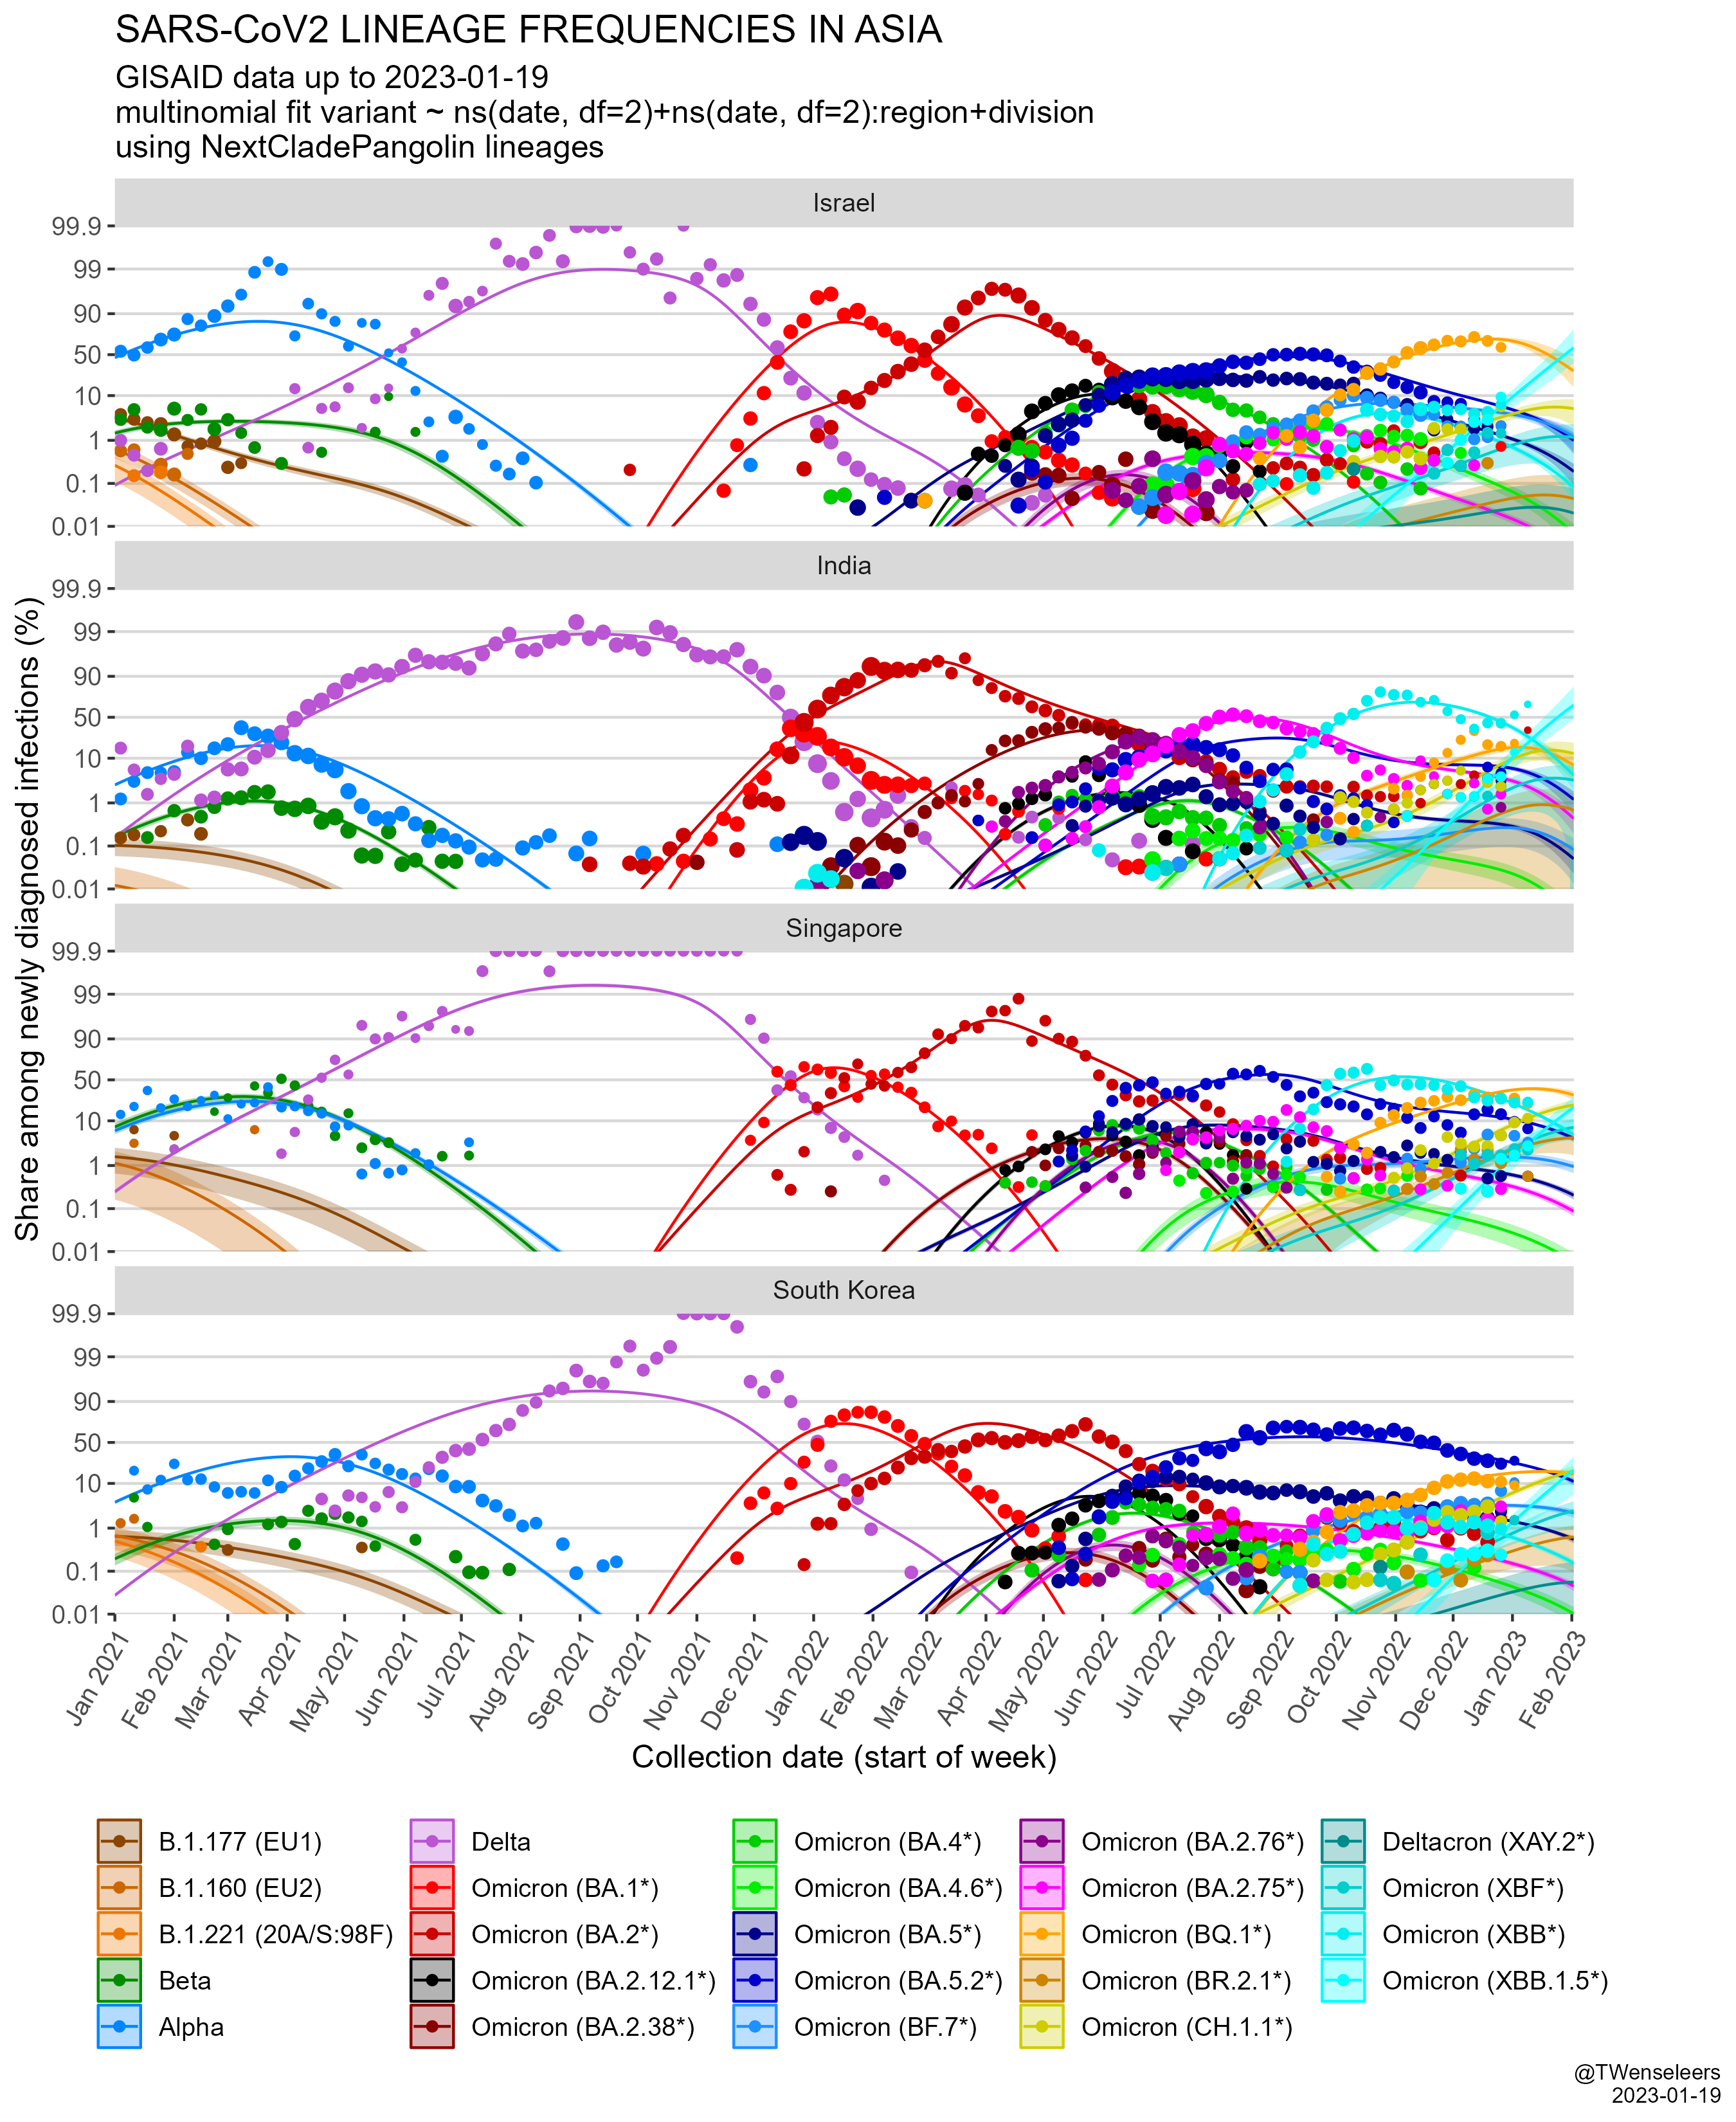 SARS-CoV2 LINEAGE FREQUENCIES IN ASIA
GISAID data up to 2023-01-19
multinomial fit variant ~ ns(date, df=2)+ns(date, df=2):region+division
using NextCladePangolin lineages
Share among newly diagnosed infections (%)
Israel
99.9
99
90
50
10
1
0.1
0.01
India
99.9
99
90
50
10
1
0.1
0.01
Singapore
99.9
99
90
50
10
1
0.1
0.01
South Korea
99.9
99
90
50
10
1
0.1
0.01
Jan 2021
Feb 2021
Mar 2021
Apr 2021
May 2021
Jun 2021
Jul 2021
Aug 2021
Sep 2021
Oct 2021
Nov 2021
Dec 2021
Jan 2022
Feb 2022
Mar 2022
Apr 2022
May 2022
Jun 2022
Jul 2022
Aug 2022
Sep 2022
Oct 2022
Nov 2022
Dec 2022
Jan 2023
Feb 2023
Collection date (start of week)
B.1.177 (EU1)
B.1.160 (EU2)
B.1.221 (20A/S:98F)
Beta
Alpha
Delta
Omicron (BA.1*)
Omicron (BA.2*)
Omicron (BA.2.12.1*)
Omicron (BA.2.38*)
Omicron (BA.4*)
Omicron (BA.4.6*)
Omicron (BA.5*)
Omicron (BA.5.2*)
Omicron (BF.7*)
Omicron (BA.2.76*)
Omicron (BA.2.75*)
Omicron (BQ.1*)
Omicron (BR.2.1*)
Omicron (CH.1.1*)
Deltacron (XAY.2*)
Omicron (XBF*)
Omicron (XBB*)
Omicron (XBB.1.5*)
@TWenseleers
2023-01-19